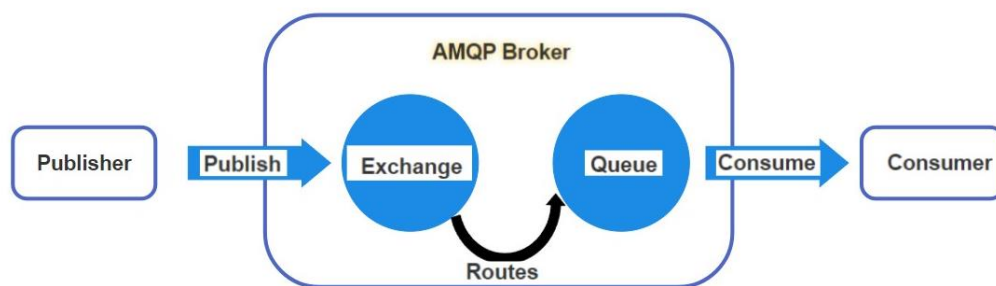 AMQP Broker
Publisher
Publish
Exchange
Queue
Consume
Consumer
Routes